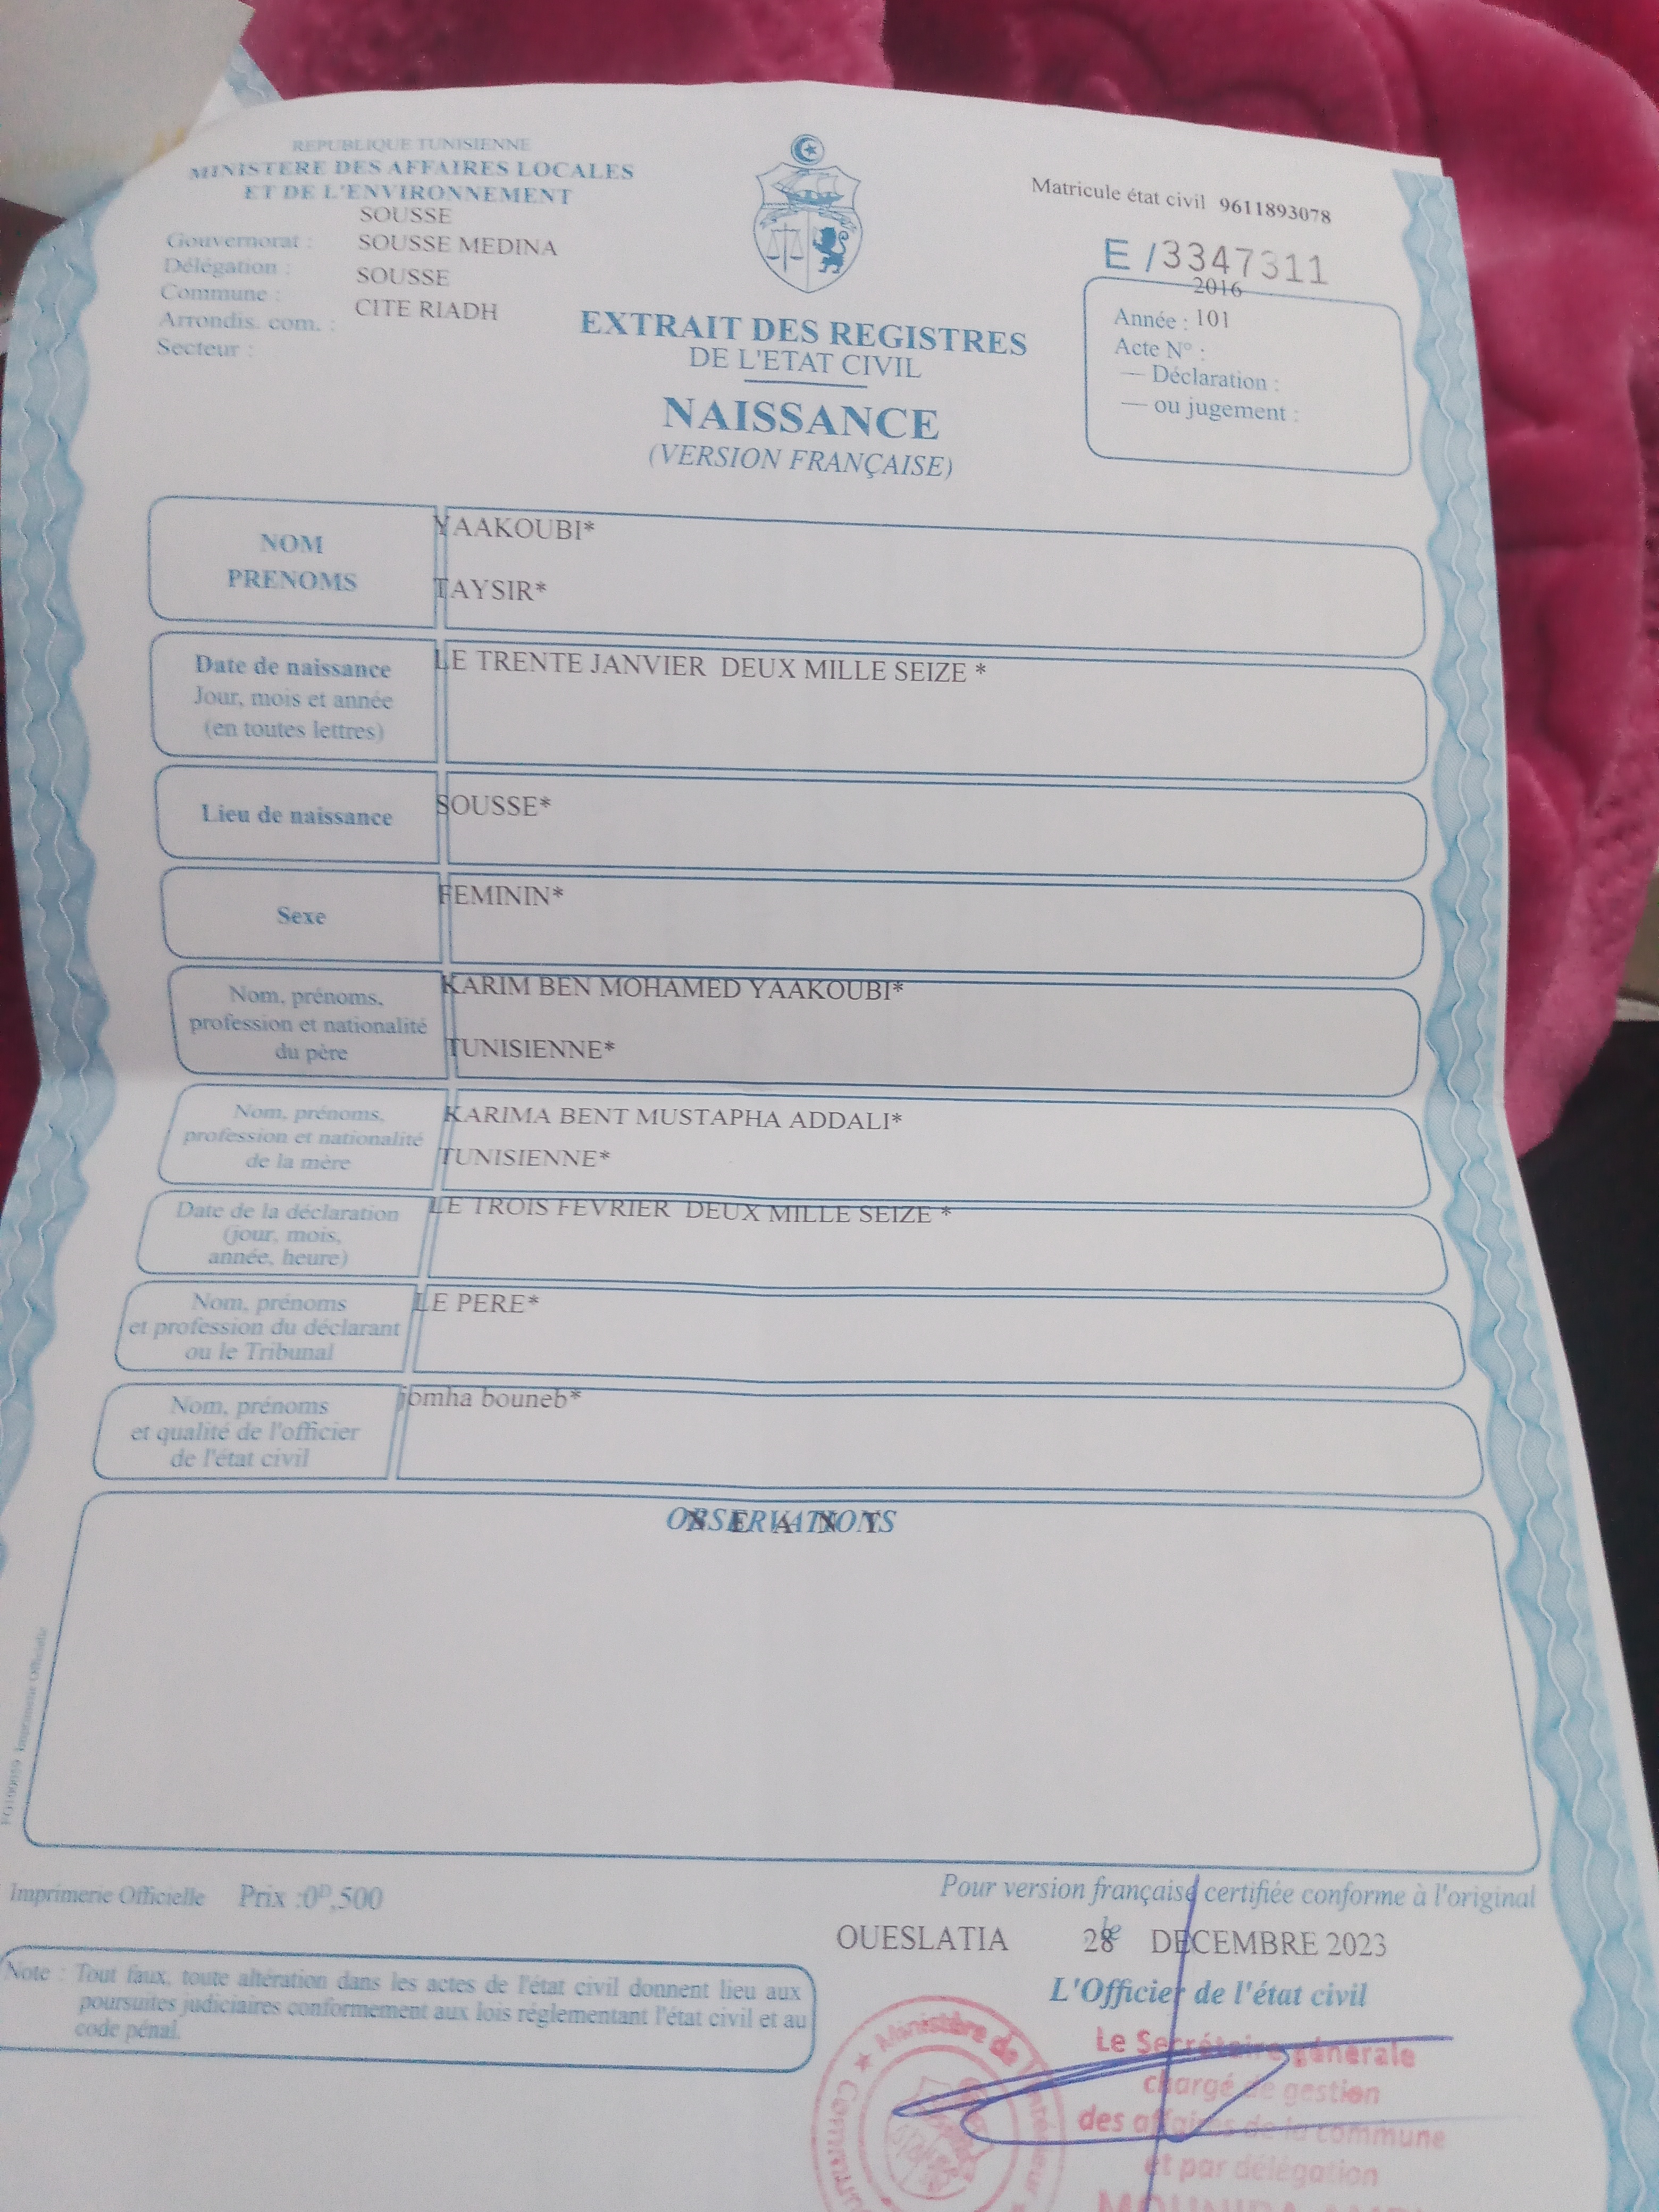 REPUBLIQUE TUNISIENNE
MINISTERE DES AFFAIRES LOCALES
ET DE L'ENVIRONNEMENT
SOUSSE
Gouvernorat : SOUSSE MEDINA
Délégation : SOUSSE
Commune : CITE RIADH
Arrondis. com. :
Secteur :
Matricule état civil 9611893078
E /3347311
2016
Année : 101
Acte N° :
— Déclaration :
— ou jugement :
EXTRAIT DES REGISTRES
DE L'ETAT CIVIL
NAISSANCE
(VERSION FRANÇAISE)
NOM YAAKOUBI*
PRENOMS TAYSIR*
Date de naissance LE TRENTE JANVIER DEUX MILLE SEIZE *
Jour, mois et année
(en toutes lettres)
Lieu de naissance SOUSSE*
Sexe FEMININ*
Nom, prénoms, KARIM BEN MOHAMED YAAKOUBI*
profession et nationalité
du père TUNISIENNE*
Nom, prénoms, KARIMA BENT MUSTAPHA ADDALI*
profession et nationalité
de la mère TUNISIENNE*
Date de la déclaration LE TROIS FEVRIER DEUX MILLE SEIZE *
(jour, mois,
année, heure)
Nom, prénoms LE PERE*
et profession du déclarant
ou le Tribunal
Nom, prénoms jomha bouneb*
et qualité de l'officier
de l'état civil
OBSERVATIONS
Imprimerie Officielle Prix :0ᴰ,500
Pour version française certifiée conforme à l'original
OUESLATIA le 28 DECEMBRE 2023
L'Officier de l'état civil
Note : Tout faux, toute altération dans les actes de l'état civil donnent lieu aux
poursuites judiciaires conformement aux lois réglementant l'état civil et au
code pénal.
Le Secrétaire générale
chargé de gestion
des affaires de la commune
et par délégation
★ Ministère de l'Intérieur ★